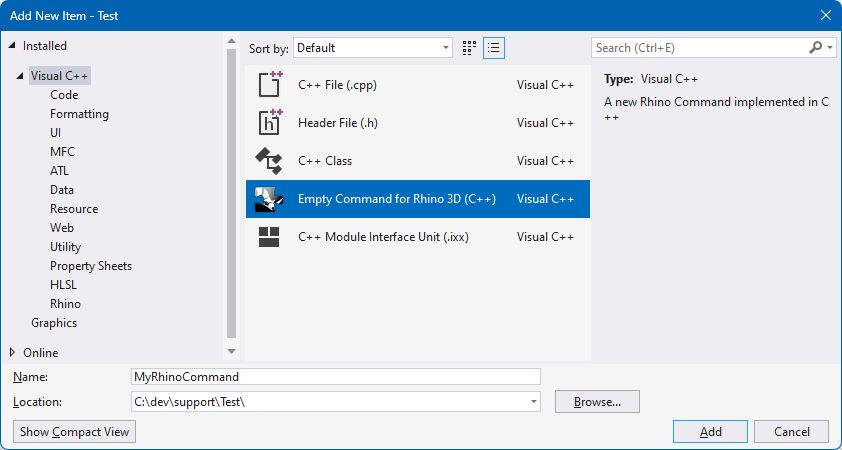 Add New Item - Test
Installed
Visual C++
Code
Formatting
UI
MFC
ATL
Data
Resource
Web
Utility
Property Sheets
HLSL
Rhino
Graphics
Online
Sort by: Default
C++ File (.cpp) Visual C++
Header File (.h) Visual C++
C++ Class Visual C++
Empty Command for Rhino 3D (C++) Visual C++
C++ Module Interface Unit (.ixx) Visual C++
Search (Ctrl+E)
Type: Visual C++
A new Rhino Command implemented in C
++
Name: MyRhinoCommand
Location: C:\dev\support\Test\ Browse...
Show Compact View Add Cancel